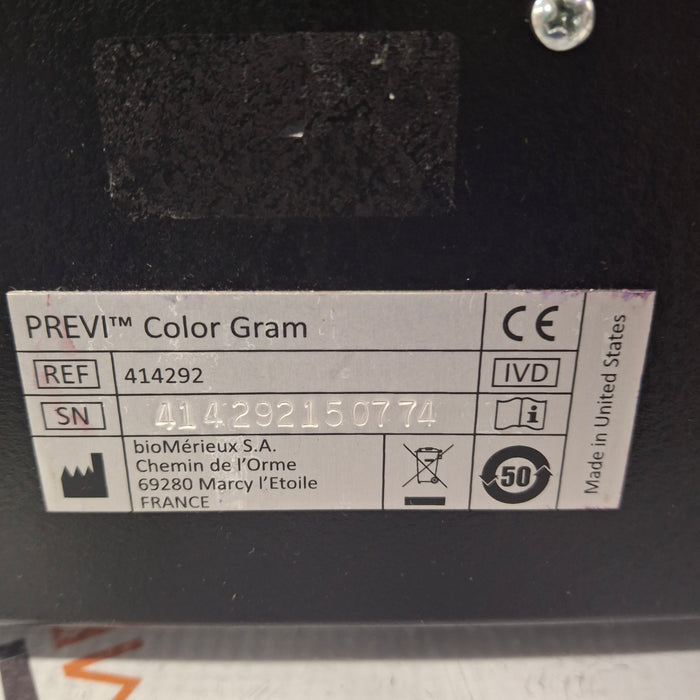 PREVI™ Color Gram
CE
REF 414292
IVD
SN 414292150774
i
bioMérieux S.A.
Chemin de l'Orme
69280 Marcy l'Etoile
FRANCE
50
Made in United States